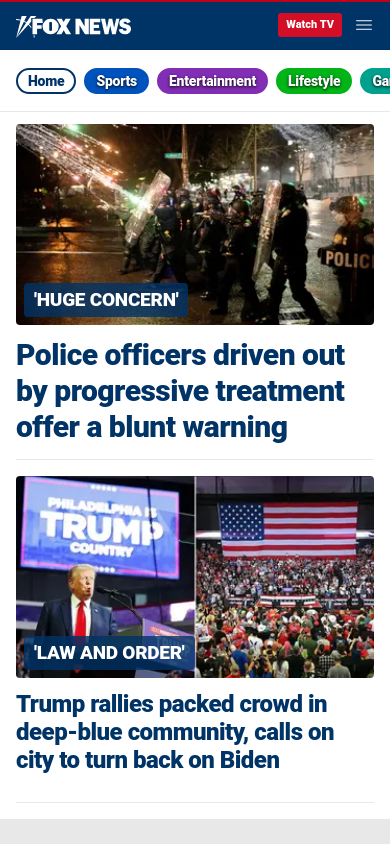 FOX NEWS
Watch TV
Home
Sports
Entertainment
Lifestyle
Ga
POLICE
'HUGE CONCERN'
Police officers driven out
by progressive treatment
offer a blunt warning
PHILADELPHIA IS
TRUMP
COUNTRY
'LAW AND ORDER'
Trump rallies packed crowd in
deep-blue community, calls on
city to turn back on Biden